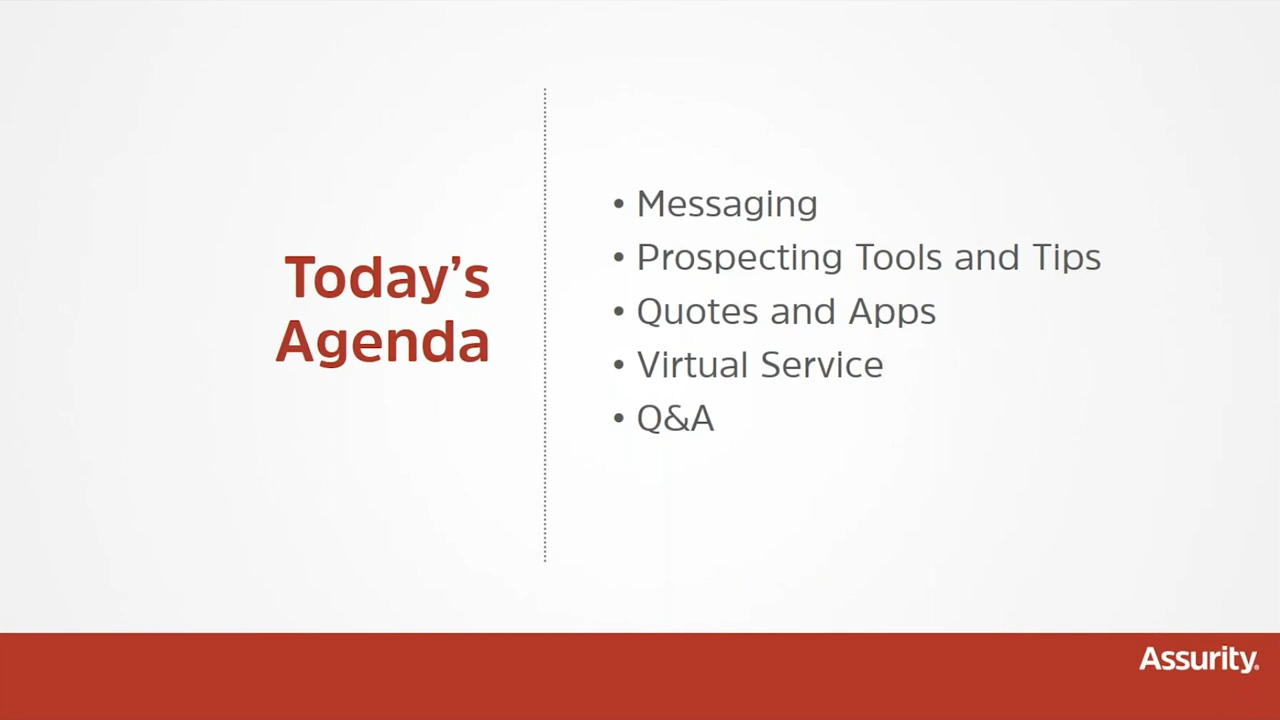 Today's
Agenda
• Messaging
• Prospecting Tools and Tips
• Quotes and Apps
• Virtual Service
• Q&A
Assurity®